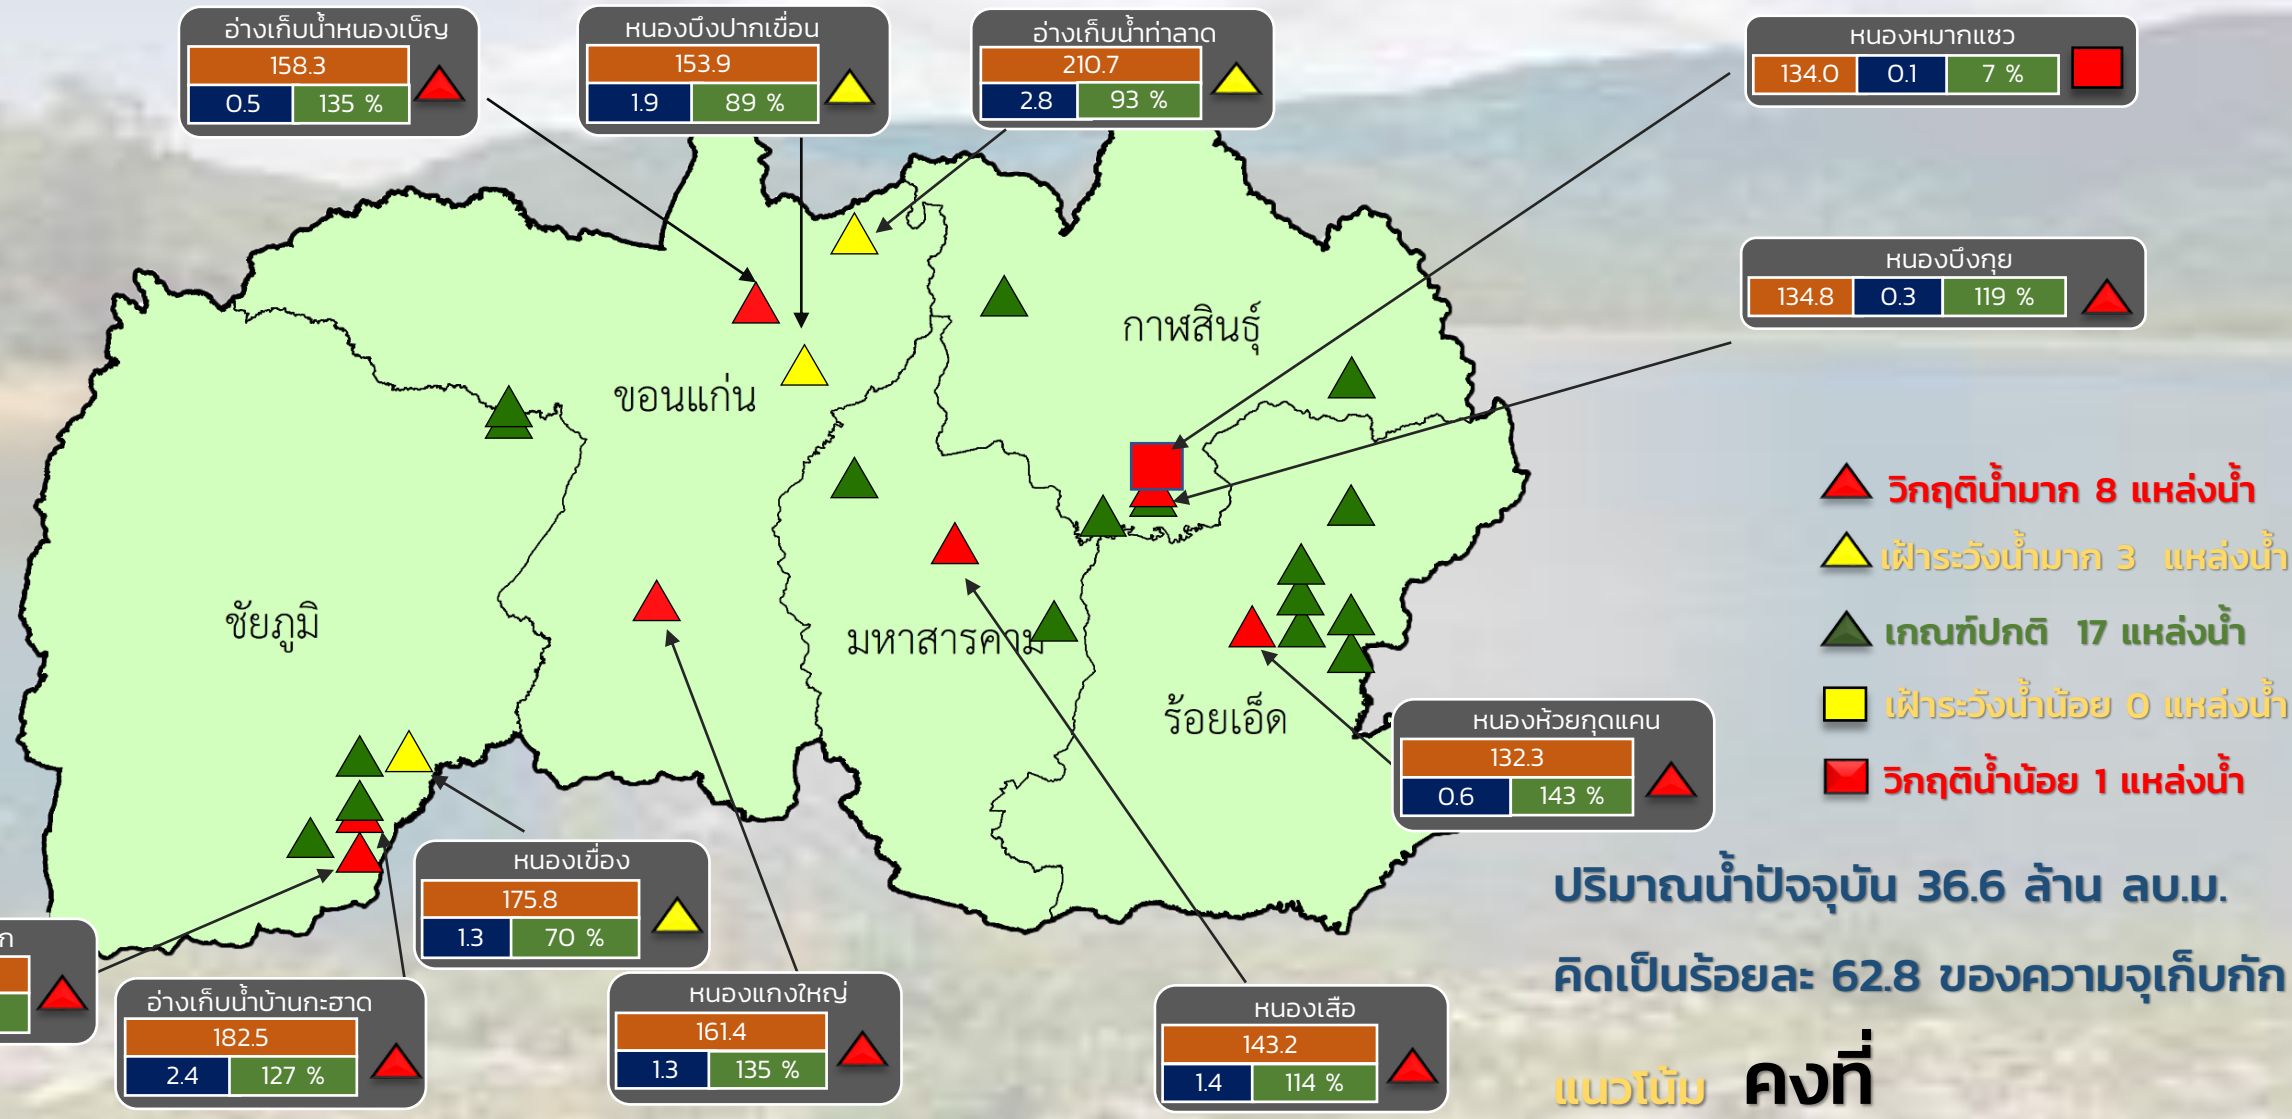 อ่างเก็บน้ำหนองเบ็ญ
158.3
0.5 135 %
หนองบึงปากเขื่อน
153.9
1.9 89 %
อ่างเก็บน้ำท่าลาด
210.7
2.8 93 %
หนองหมากแซว
134.0 0.1 7 %
หนองบึงกุย
134.8 0.3 119 %
กาฬสินธุ์
ขอนแก่น
ชัยภูมิ
มหาสารคาม
ร้อยเอ็ด
วิกฤติน้ำมาก 8 แหล่งน้ำ
เฝ้าระวังน้ำมาก 3 แหล่งน้ำ
เกณฑ์ปกติ 17 แหล่งน้ำ
เฝ้าระวังน้ำน้อย 0 แหล่งน้ำ
วิกฤติน้ำน้อย 1 แหล่งน้ำ
หนองห้วยกุดแคน
132.3
0.6 143 %
หนองเขื่อง
175.8
1.3 70 %
ก
อ่างเก็บน้ำบ้านกะฮาด
182.5
2.4 127 %
หนองแกงใหญ่
161.4
1.3 135 %
หนองเสือ
143.2
1.4 114 %
ปริมาณน้ำปัจจุบัน 36.6 ล้าน ลบ.ม.
คิดเป็นร้อยละ 62.8 ของความจุเก็บกัก
แนวโน้ม คงที่